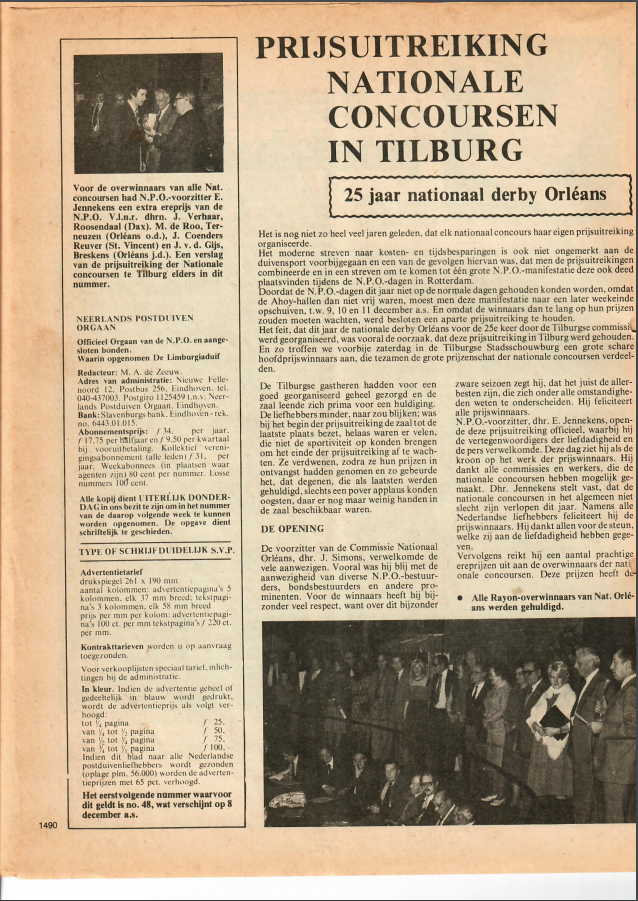 Voor de overwinnaars van alle Nat.
concoursen had N.P.O-voorzitter E.
Jennekens een extra ereprijs van de
N.P.O. V.l.n.r. dhrn. J. Verhaar,
Roosendaal (Dax). M. de Roo, Ter-
neuzen (Orléans o.d.), J. Coenders
Reuver (St. Vincent) en J. v. d. Gijs,
Breskens (Orléans j.d.). Een verslag
van de prijsuitreiking der Nationale
concoursen te Tilburg elders in dit
nummer.
NEERLANDS POSTDUIVEN
ORGAAN
Officieel Orgaan van de N.P.O. en aange-
sloten bonden.
Waarin opgenomen De Limburgiaduif
Redacteur: M. A. de Zeeuw.
Adres van administratie: Nieuwe Felle-
noord 12, Postbus 256, Eindhoven. tel.
040-437003. Postgiro 1125459 t.n.v. Neer-
lands Postduiven Orgaan, Eindhoven.
Bank: Slavenburgs bank, Eindhoven - rek.
no. 6443.01.015.
Abonnementsprijs: ƒ 34, per jaar,
ƒ 17,75 per halfjaar en ƒ 9,50 per kwartaal
bij vooruitbetaling. Kollektief vereni-
gingsabonnement (alle leden) ƒ 31, per
jaar. Weekabonnees (in plaatsen waar
agenten zijn) 80 cent per nummer. Losse
nummers 100 cent.
Alle kopij dient UITERLIJK DONDER-
DAG in ons bezit te zijn om in het nummer
van de daarop volgende week te kunnen
worden opgenomen. De opgave dient
schriftelijk te geschieden.
TYPE OF SCHRIJF DUIDELIJK S.V.P.
Advertentietarief
drukspiegel 261 x 190 mm
aantal kolommen: advertentiepagina's 5
kolommen, elk 37 mm breed; tekstpagi-
na's 3 kolommen, elk 58 mm breed
prijs per mm per kolom: advertentiepagi-
na's 100 ct. per mm tekstpagina's / 220 ct.
per mm.
Kontrakttarieven worden u op aanvraag
toegezonden.
Voor verkooplijsten speciaal tarief, inlich-
tingen bij de administratie.
In kleur. Indien de advertentie geheel of
gedeeltelijk in blauw wordt gedrukt,
wordt de advertentieprijs als volgt ver-
hoogd:
tot ¼ pagina ƒ 25,
van ¼ tot ½ pagina ƒ 50,
van ½ tot ¾ pagina ƒ 75,
van ¾ tot 1 pagina ƒ 100,
Indien dit blad naar alle Nederlandse
postduivenliefhebbers wordt gezonden
(oplage plm. 56.000) worden de adverten-
tieprijzen met 65 pct. verhoogd.
Het eerstvolgende nummer waarvoor
dit geldt is no. 48, wat verschijnt op 8
december a.s.
1490
PRIJSUITREIKING
NATIONALE
CONCOURSEN
IN TILBURG
25 jaar nationaal derby Orléans
Het is nog niet zo heel veel jaren geleden, dat elk nationaal concours haar eigen prijsuitreiking
organiseerde.
Het moderne streven naar kosten- en tijdsbesparingen is ook niet ongemerkt aan de
duivensport voorbijgegaan en een van de gevolgen hiervan was, dat men de prijsuitreikingen
combineerde en in een streven om te komen tot één grote N.P.O.-manifestatie deze ook deed
plaatsvinden tijdens de N.P.O.-dagen in Rotterdam.
Doordat de N.P.O.-dagen dit jaar niet op de normale dagen gehouden konden worden, omdat
de Ahoy-hallen dan niet vrij waren, moest men deze manifestatie naar een later weekeinde
opschuiven, t.w. 9, 10 en 11 december a.s. En omdat de winnaars dan te lang op hun prijzen
zouden moeten wachten, werd besloten een aparte prijsuitreiking te houden.
Het feit, dat dit jaar de nationale derby Orléans voor de 25e keer door de Tilburgse commissie
werd georganiseerd, was vooral de oorzaak, dat deze prijsuitreiking in Tilburg werd gehouden.
En zo troffen we voorbije zaterdag in de Tilburgse Stadsschouwburg een grote schare
hoofdprijswinnaars aan, die tezamen de grote prijzenschat der nationale concoursen verdeel-
den.
De Tilburgse gastheren hadden voor een
goed georganiseerd geheel gezorgd en de
zaal leende zich prima voor een huldiging.
De liefhebbers minder, naar zou blijken; was
bij het begin der prijsuitreiking de zaal tot de
laatste plaats bezet, helaas waren er velen,
die niet de sportiviteit op konden brengen
om het einde der prijsuitreiking af te wach-
ten. Ze verdwenen, zodra ze hun prijzen in
ontvangst hadden genomen en zo gebeurde
het, dat degenen, die als laatsten werden
gehuldigd, slechts een pover applaus konden
oogsten, daar er nog maar weinig handen in
de zaal beschikbaar waren.
DE OPENING
De voorzitter van de Commissie Nationaal
Orléans, dhr. J. Simons, verwelkomde de
vele aanwezigen. Vooral was hij blij met de
aanwezigheid van diverse N.P.O-bestuur-
ders, bondsbestuurders en andere pro-
minenten. Voor de winnaars heeft hij bij-
zonder veel respect, want over dit bijzonder
zware seizoen zegt hij, dat het juist de aller-
besten zijn, die zich onder alle omstandighe-
den weten te onderscheiden. Hij feliciteert
alle prijswinnaars.
N.P.O.-voorzitter, dhr. E. Jennekens, open-
de deze prijsuitreiking officieel, waarbij hij
de vertegenwoordigers der liefdadigheid en
de pers verwelkomde. Deze dag ziet hij als de
kroon op het werk der prijswinnaars. Hij
dankt alle commissies en werkers, die de
nationale concoursen hebben mogelijk ge-
maakt. Dhr. Jennekens stelt vast, dat de
nationale concoursen in het algemeen niet
slecht zijn verlopen dit jaar. Namens alle
Nederlandse liefhebbers feliciteert hij de
prijswinnaars. Hij dankt allen voor de steun,
welke zij aan de liefdadigheid hebben gege-
ven.
Vervolgens reikt hij een aantal prachtige
ereprijzen uit aan de overwinnaars der nati-
onale concoursen. Deze prijzen heeft de
● Alle Rayon-overwinnaars van Nat. Orlé-
ans werden gehuldigd.